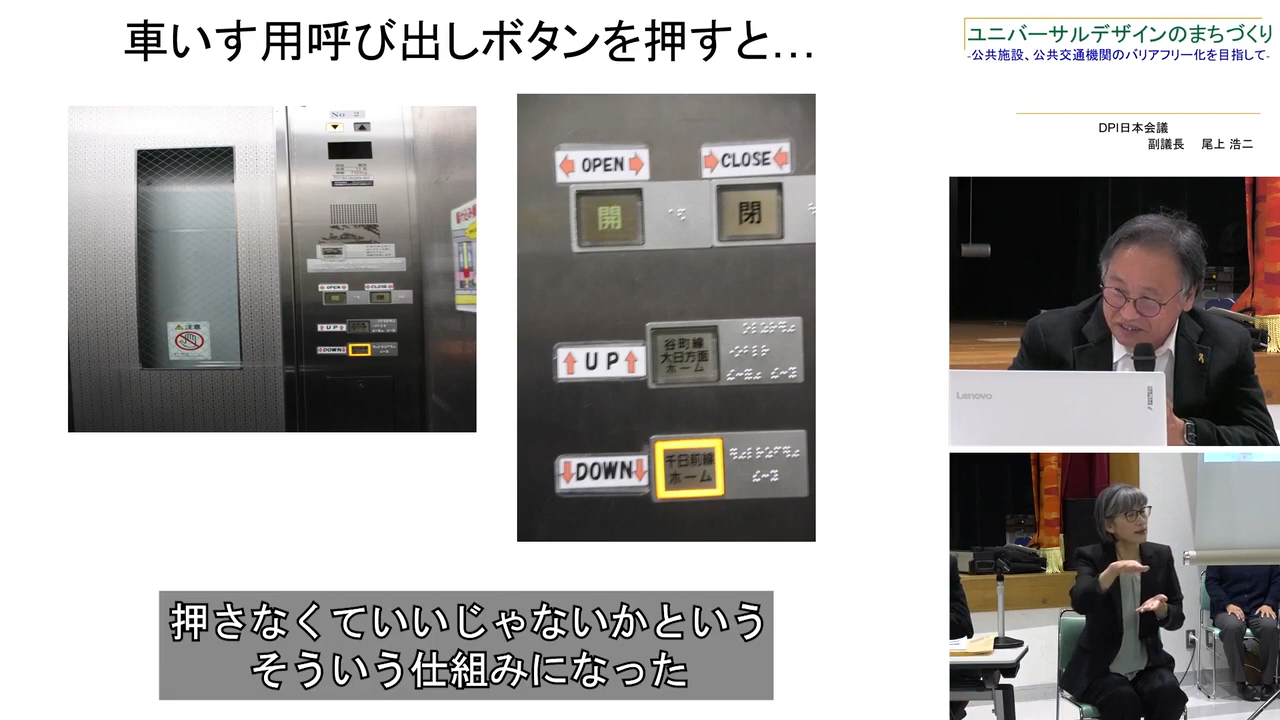 車いす用呼び出しボタンを押すと…
ユニバーサルデザインのまちづくり
-公共施設、公共交通機関のバリアフリー化を目指して-
DPI日本会議
副議長 尾上 浩二
No 2
OPEN
CLOSE
UP
DOWN
注意
OPEN
CLOSE
開
閉
UP
谷町線
大日方面
ホーム
DOWN
千日前線
ホーム
Lenovo
押さなくていいじゃないかという
そういう仕組みになった